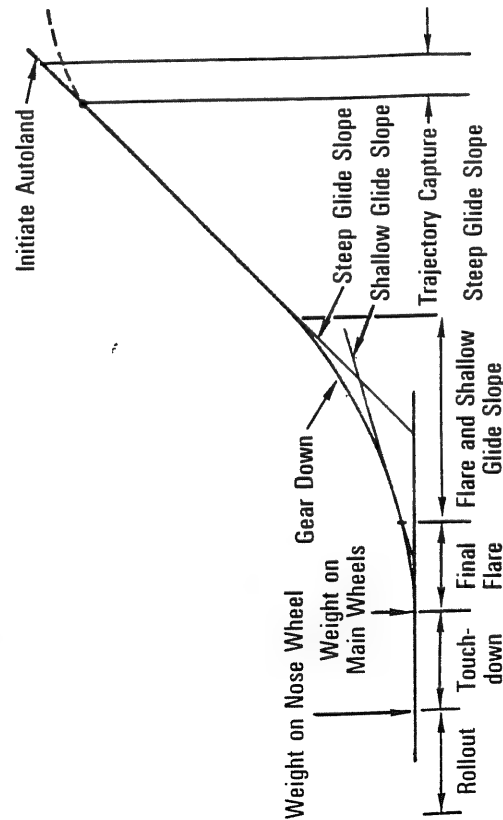 Initiate Autoland
Steep Glide Slope
Shallow Glide Slope
Gear Down
Weight on
Main Wheels
Weight on Nose Wheel
Trajectory Capture
Steep Glide Slope
Flare and Shallow
Glide Slope
Final
Flare
Touch-
down
Rollout